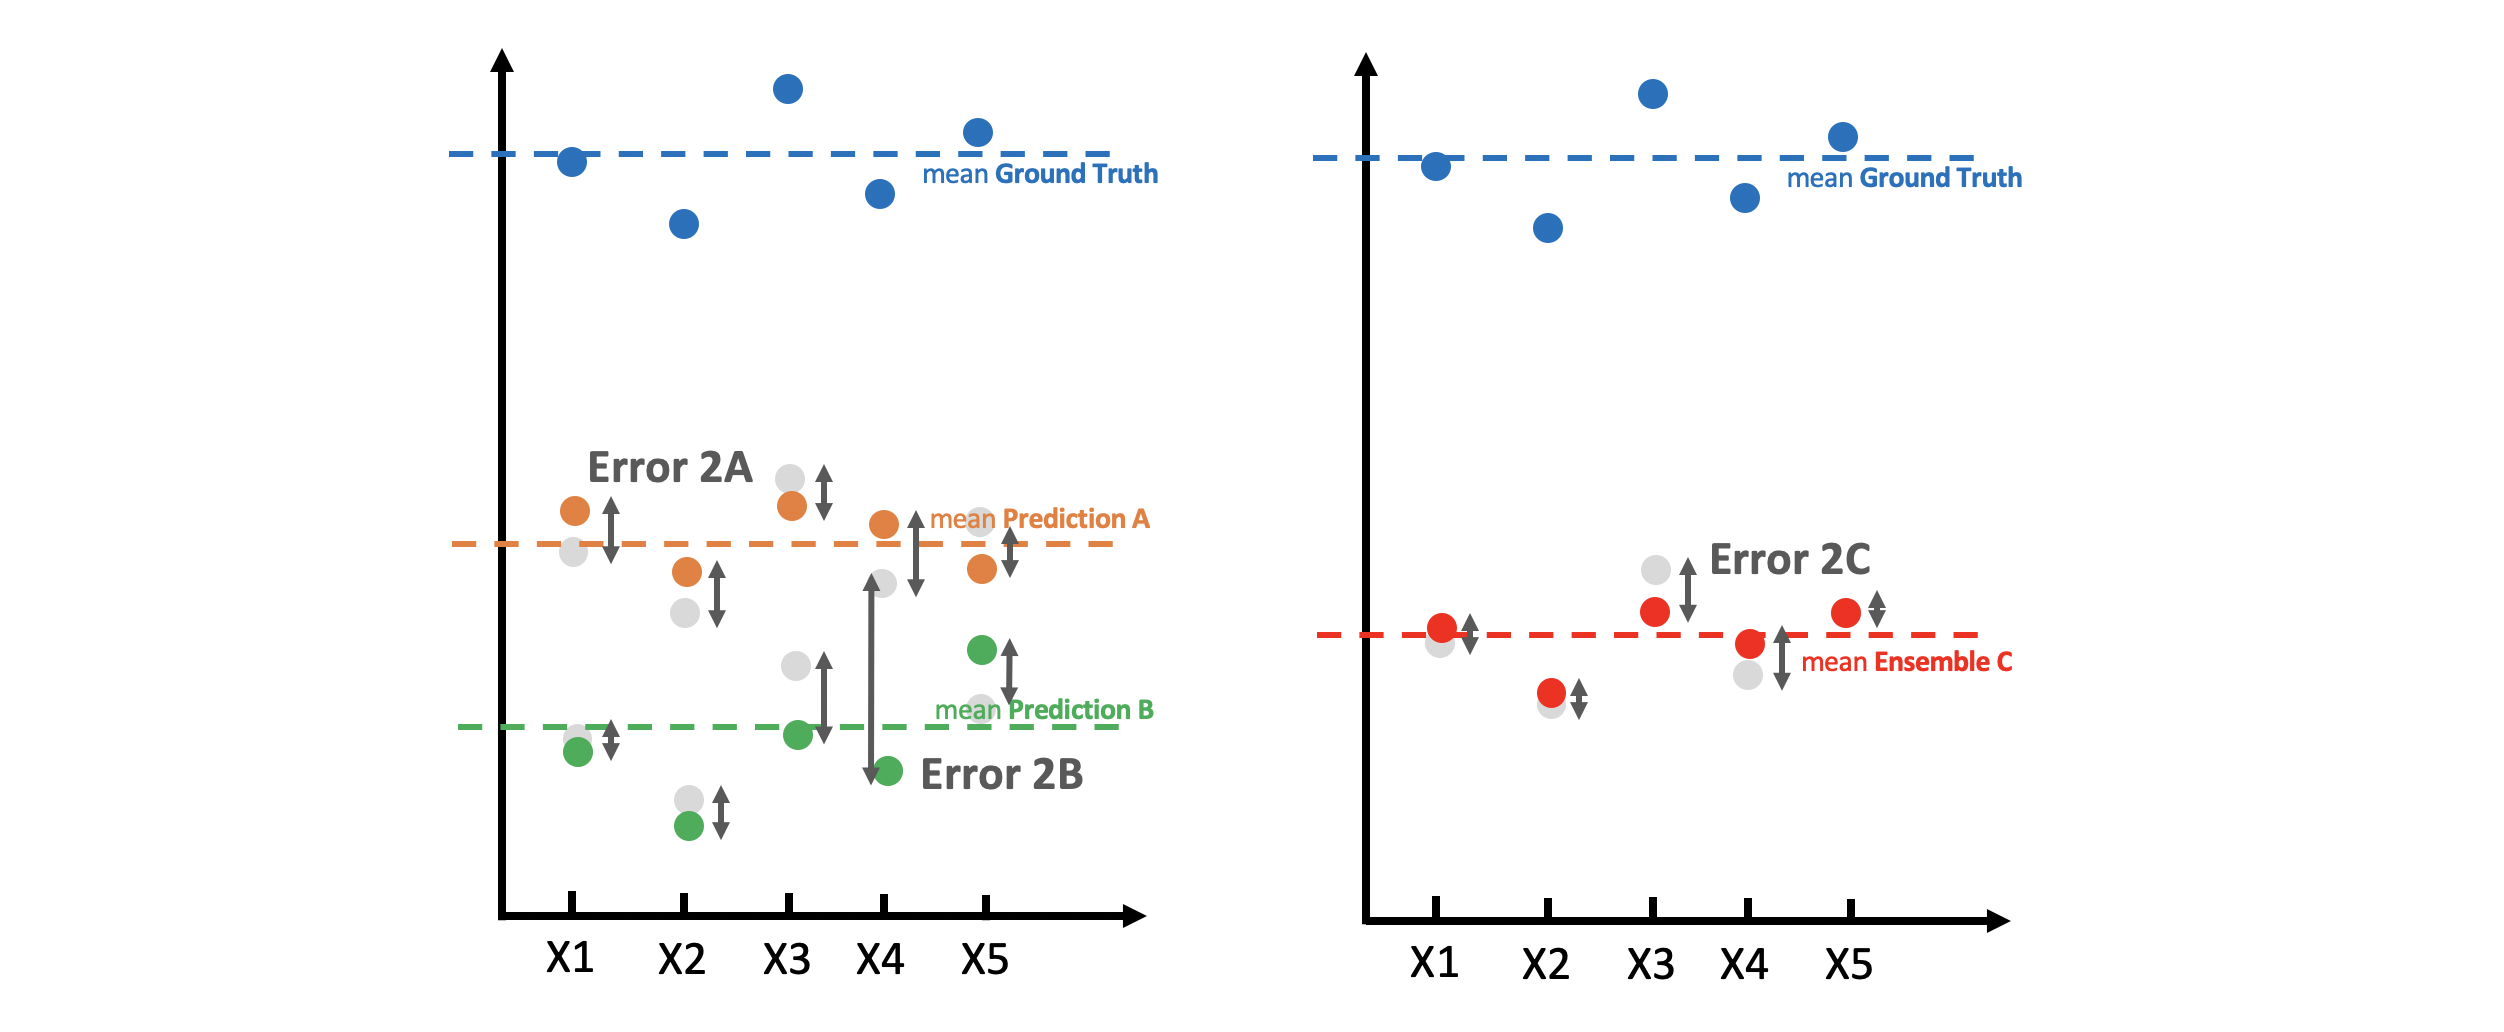 mean Ground Truth
Error 2A
mean Prediction A
mean Prediction B
Error 2B
X1 X2 X3 X4 X5
mean Ground Truth
Error 2C
mean Ensemble C
X1 X2 X3 X4 X5